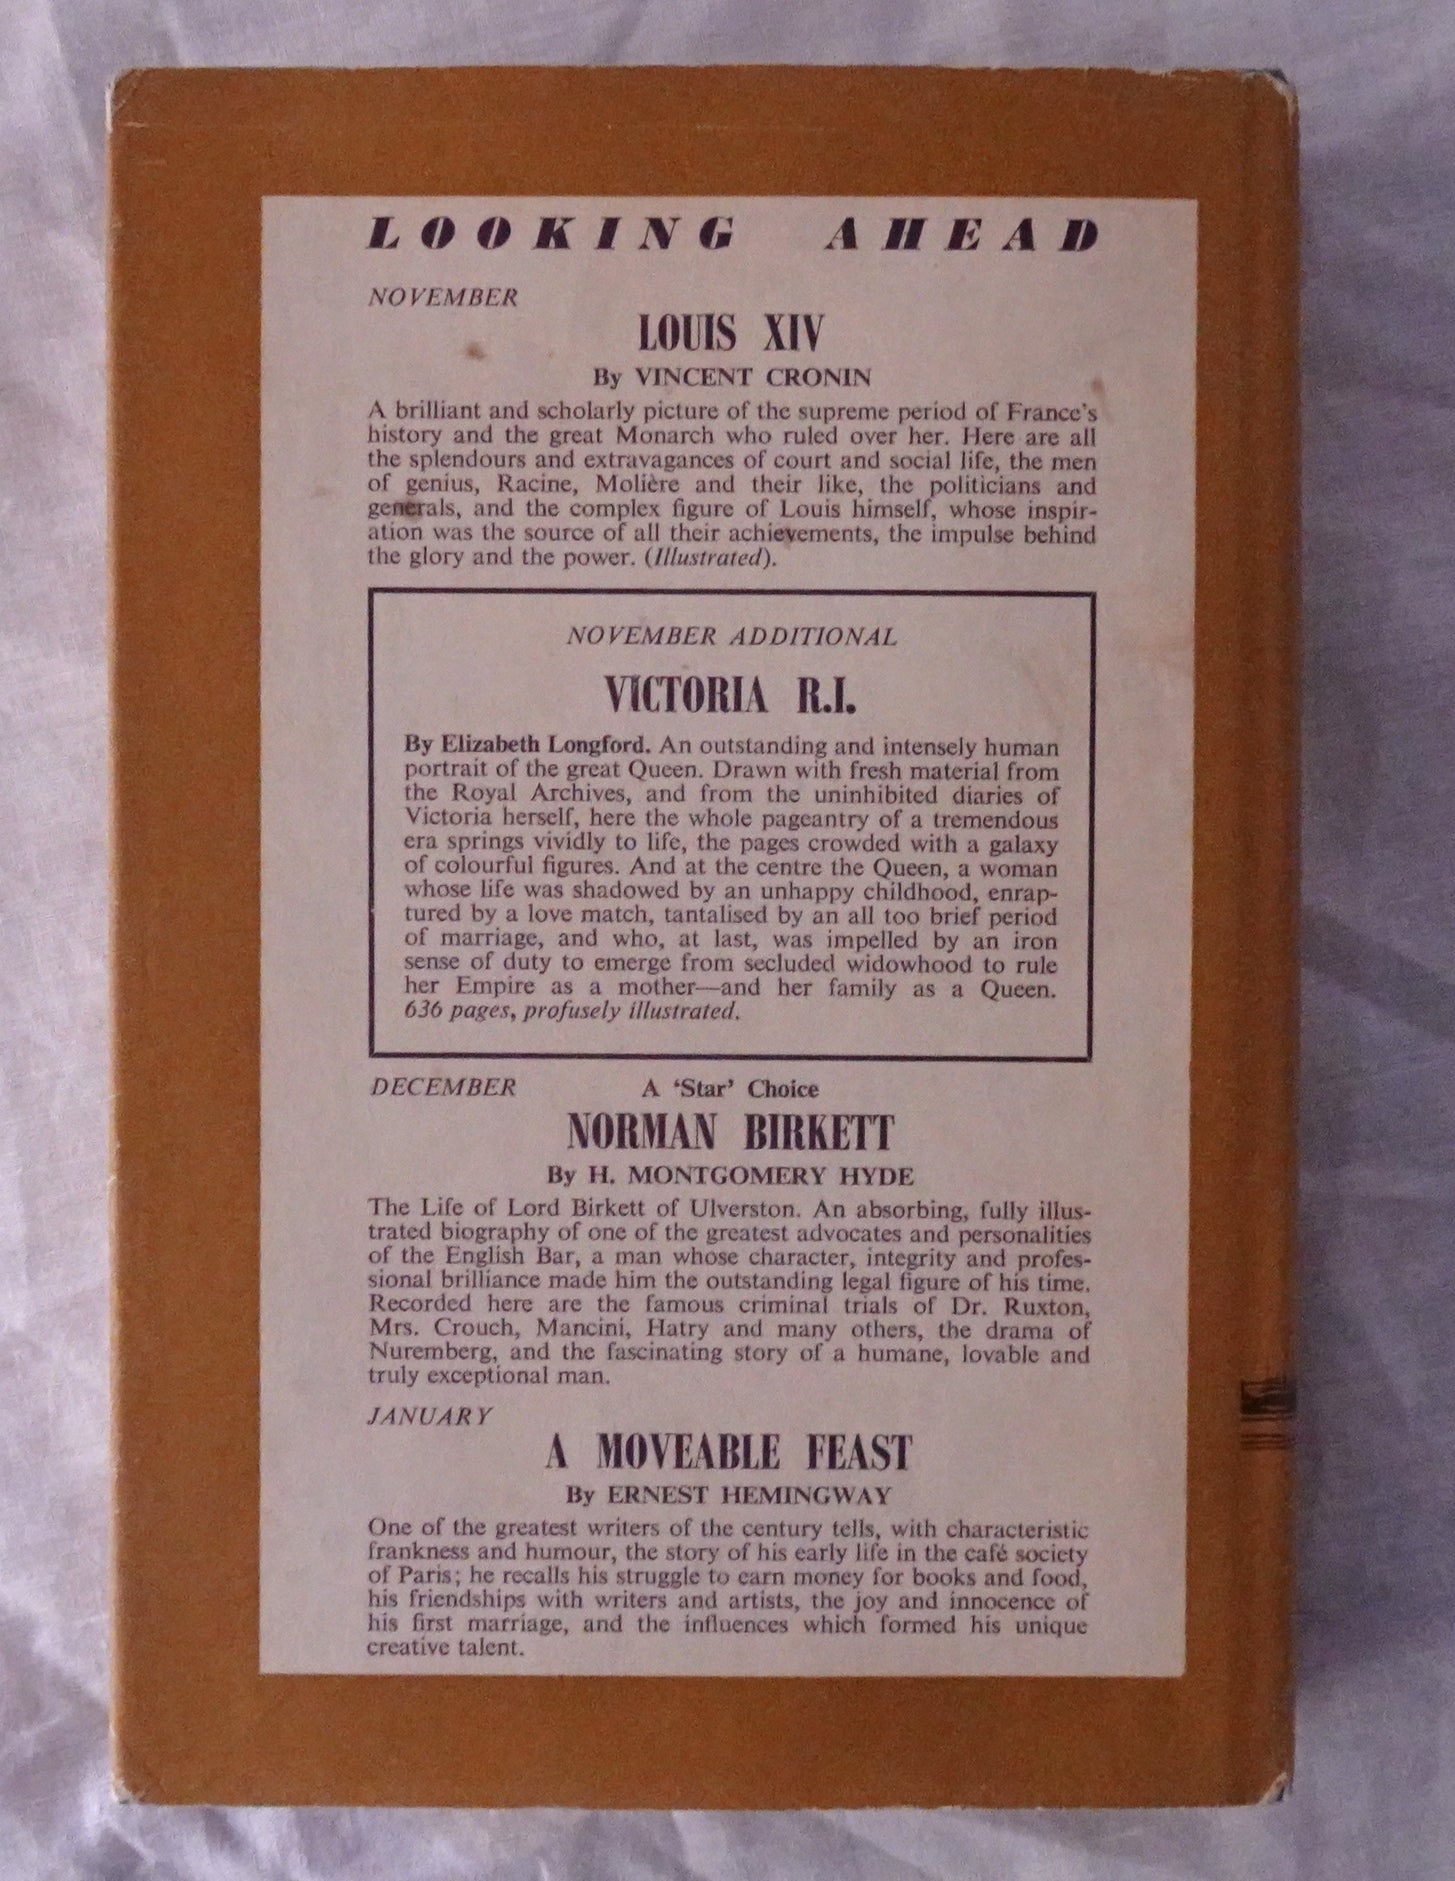 LOOKING AHEAD
NOVEMBER
LOUIS XIV
By VINCENT CRONIN
A brilliant and scholarly picture of the supreme period of France's
history and the great Monarch who ruled over her. Here are all
the splendours and extravagances of court and social life, the men
of genius, Racine, Molière and their like, the politicians and
generals, and the complex figure of Louis himself, whose inspir-
ation was the source of all their achievements, the impulse behind
the glory and the power. (Illustrated).
NOVEMBER ADDITIONAL
VICTORIA R.I.
By Elizabeth Longford. An outstanding and intensely human
portrait of the great Queen. Drawn with fresh material from
the Royal Archives, and from the uninhibited diaries of
Victoria herself, here the whole pageantry of a tremendous
era springs vividly to life, the pages crowded with a galaxy
of colourful figures. And at the centre the Queen, a woman
whose life was shadowed by an unhappy childhood, enrap-
tured by a love match, tantalised by an all too brief period
of marriage, and who, at last, was impelled by an iron
sense of duty to emerge from secluded widowhood to rule
her Empire as a mother—and her family as a Queen.
636 pages, profusely illustrated.
DECEMBER A ‘Star’ Choice
NORMAN BIRKETT
By H. MONTGOMERY HYDE
The Life of Lord Birkett of Ulverston. An absorbing, fully illus-
trated biography of one of the greatest advocates and personalities
of the English Bar, a man whose character, integrity and profes-
sional brilliance made him the outstanding legal figure of his time.
Recorded here are the famous criminal trials of Dr. Ruxton,
Mrs. Crouch, Mancini, Hatry and many others, the drama of
Nuremberg, and the fascinating story of a humane, lovable and
truly exceptional man.
JANUARY
A MOVEABLE FEAST
By ERNEST HEMINGWAY
One of the greatest writers of the century tells, with characteristic
frankness and humour, the story of his early life in the café society
of Paris; he recalls his struggle to earn money for books and food,
his friendships with writers and artists, the joy and innocence of
his first marriage, and the influences which formed his unique
creative talent.